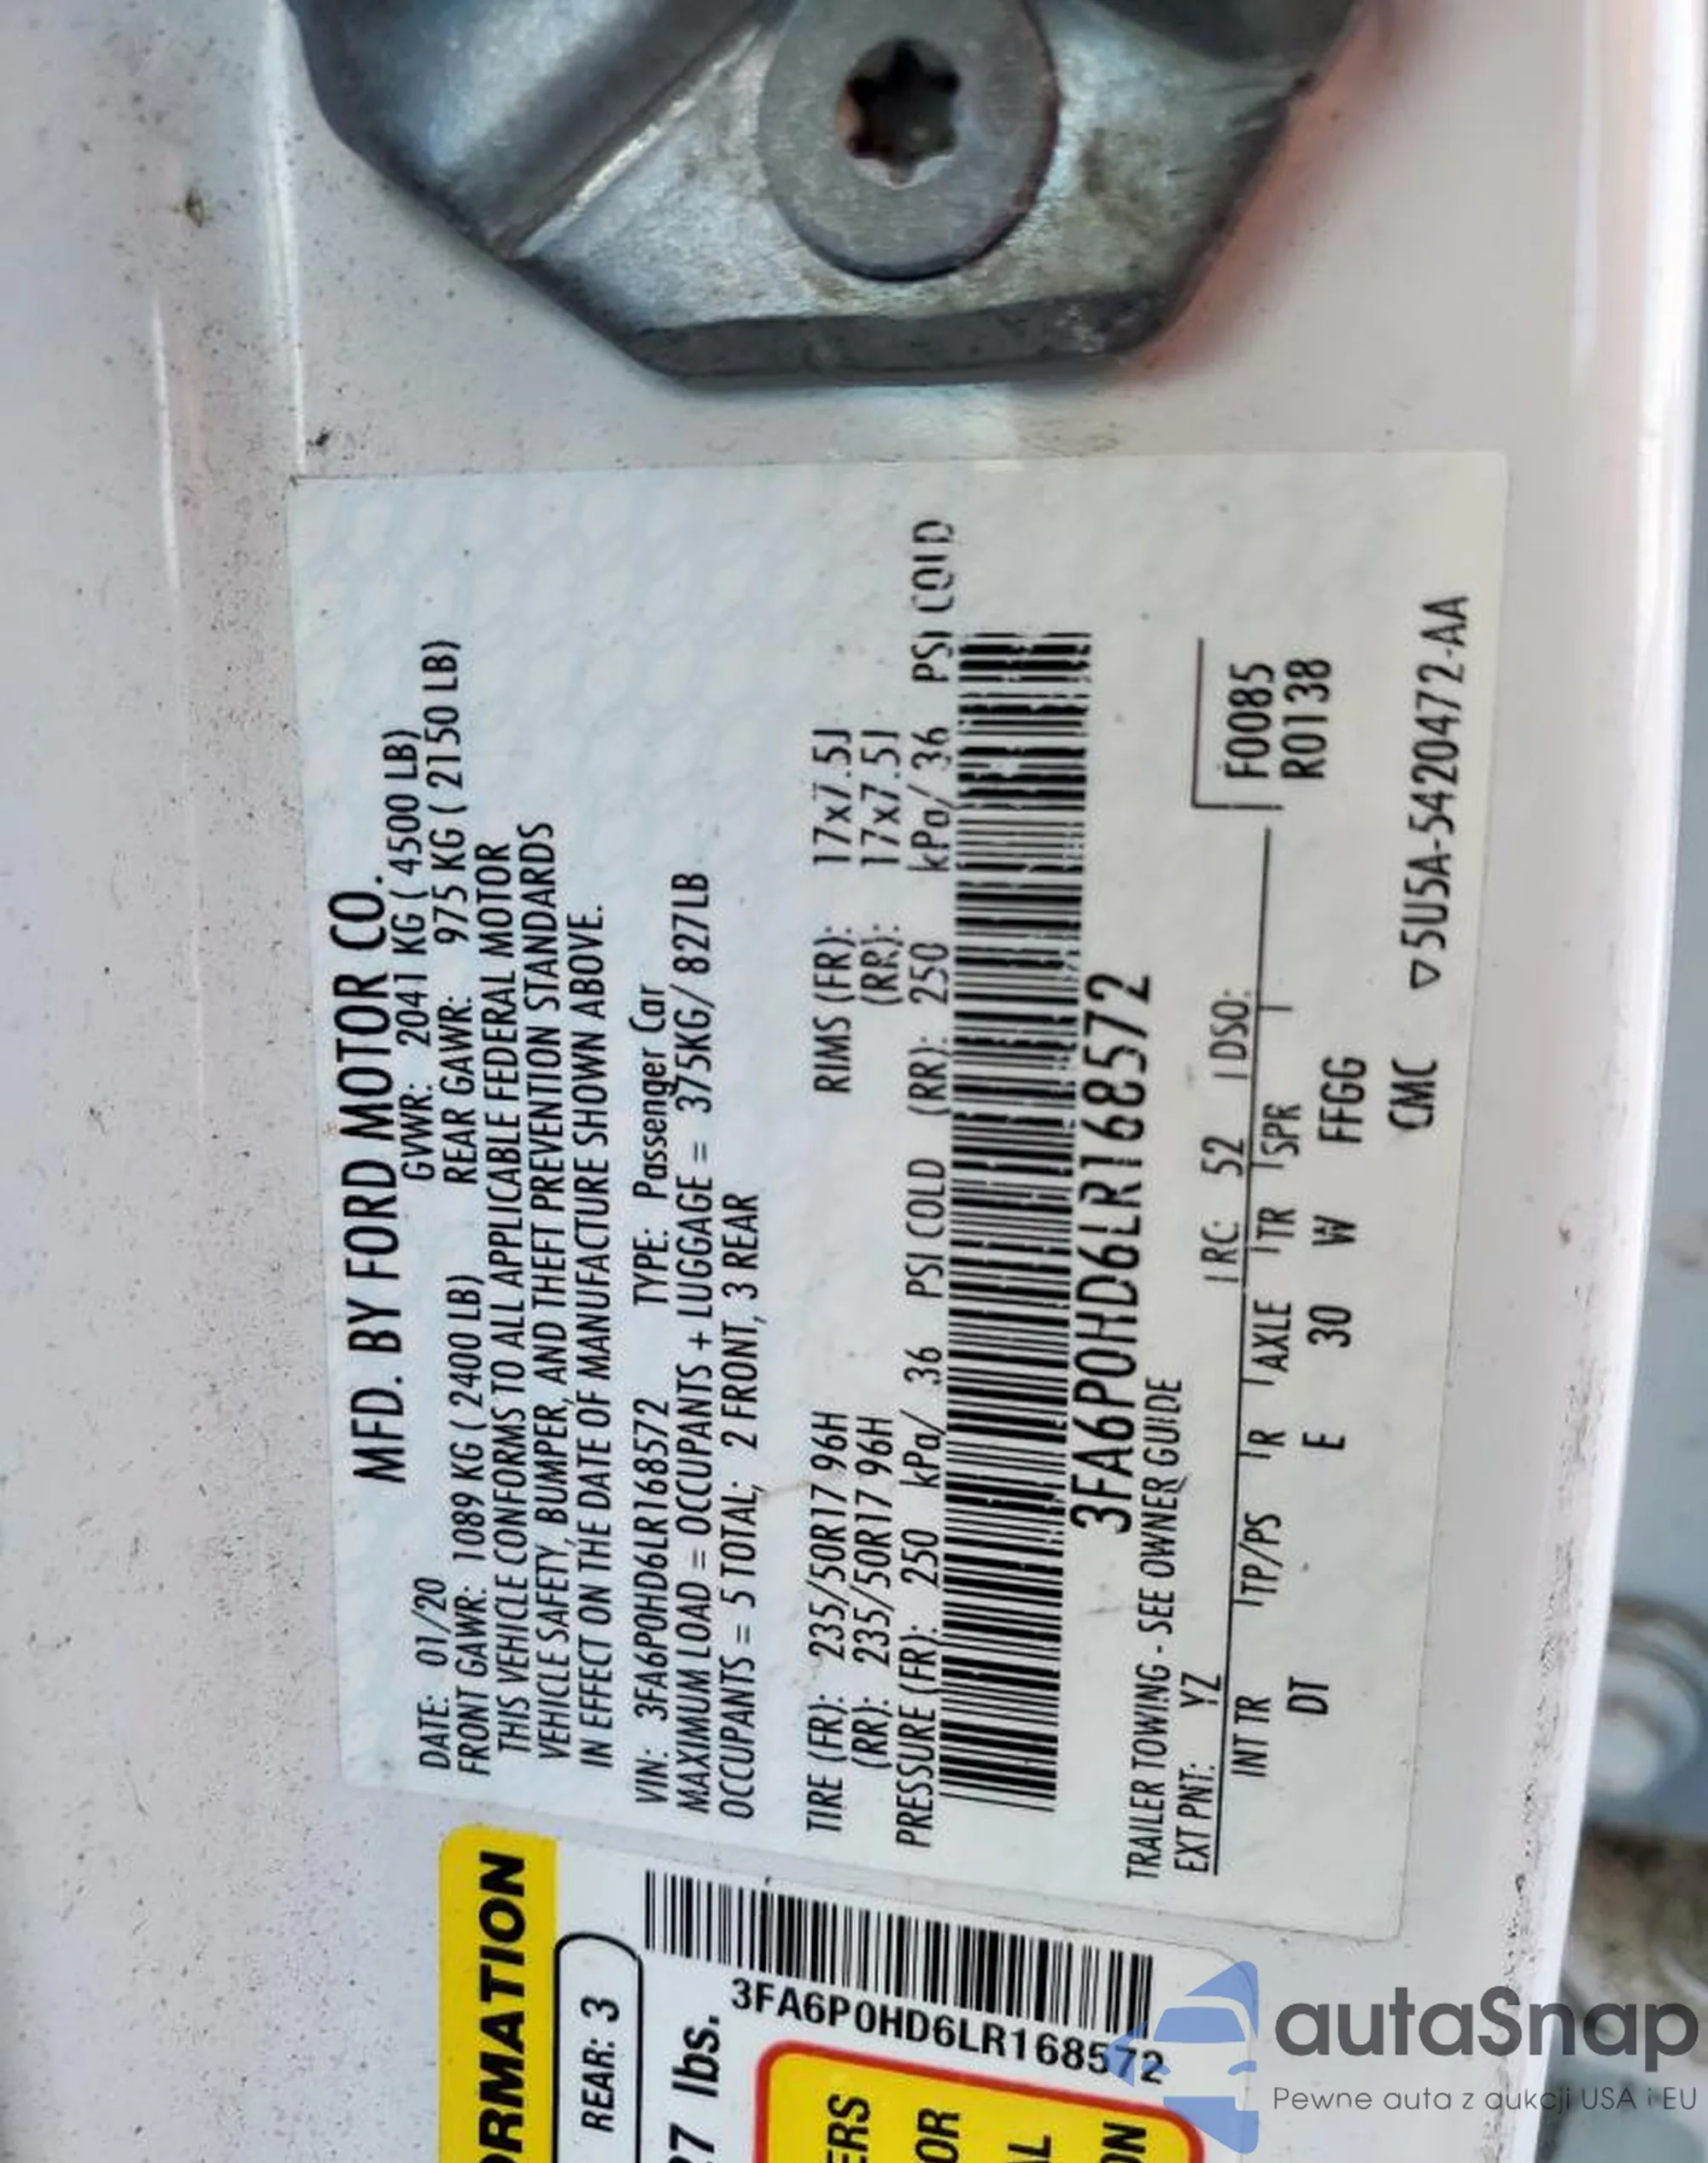 MFD. BY FORD MOTOR CO.
DATE: 01/20 GVWR: 2041 KG ( 4500 LB)
FRONT GAWR: 1089 KG ( 2400 LB) REAR GAWR: 975 KG ( 2150 LB)
THIS VEHICLE CONFORMS TO ALL APPLICABLE FEDERAL MOTOR
VEHICLE SAFETY, BUMPER, AND THEFT PREVENTION STANDARDS
IN EFFECT ON THE DATE OF MANUFACTURE SHOWN ABOVE.
VIN: 3FA6P0HD6LR168572 TYPE: Passenger Car
MAXIMUM LOAD = OCCUPANTS + LUGGAGE = 375KG/ 827LB
OCCUPANTS = 5 TOTAL; 2 FRONT, 3 REAR
TIRE (FR): 235/50R17 96H RIMS (FR): 17x7.5J
(RR): 235/50R17 96H (RR): 17x7.5J
PRESSURE (FR): 250 kPa/ 36 PSI COLD (RR): 250 kPa/ 36 PSI COLD
3FA6P0HD6LR168572
TRAILER TOWING - SEE OWNER GUIDE
EXT PNT: YZ RC: 52 DSO:
INT TR TP/PS R AXLE TR SPR
DT E 30 W FFGG
F0085
R0138
CMC ▽5U5A-5420472-AA
ORMATION
REAR: 3
27 lbs.
3FA6P0HD6LR168572
ERS
OR
AL
ON
autaSnap
Pewne auta z aukcji USA i EU